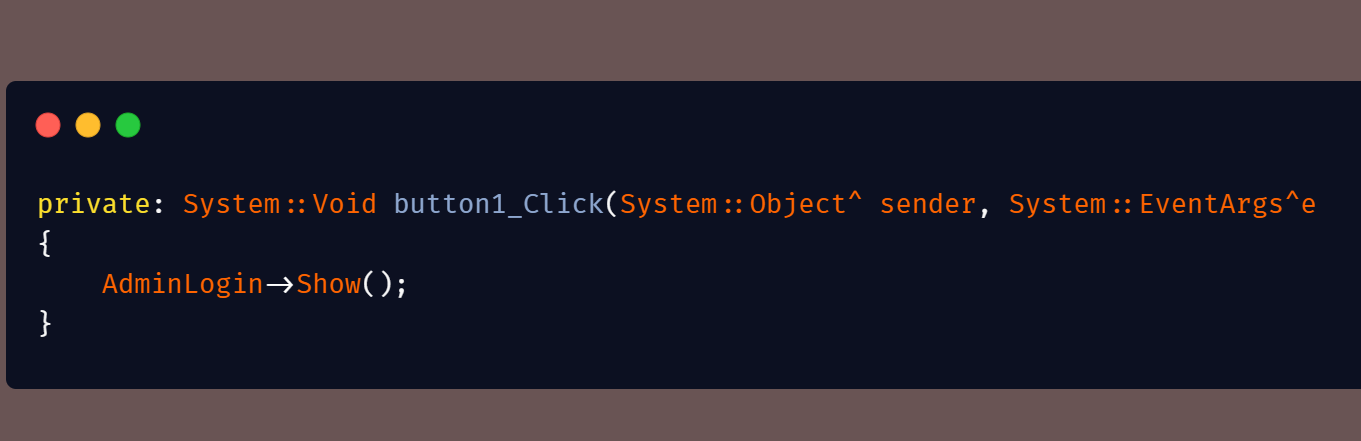 private: System::Void button1_Click(System::Object^ sender, System::EventArgs^e
{
    AdminLogin->Show();
}